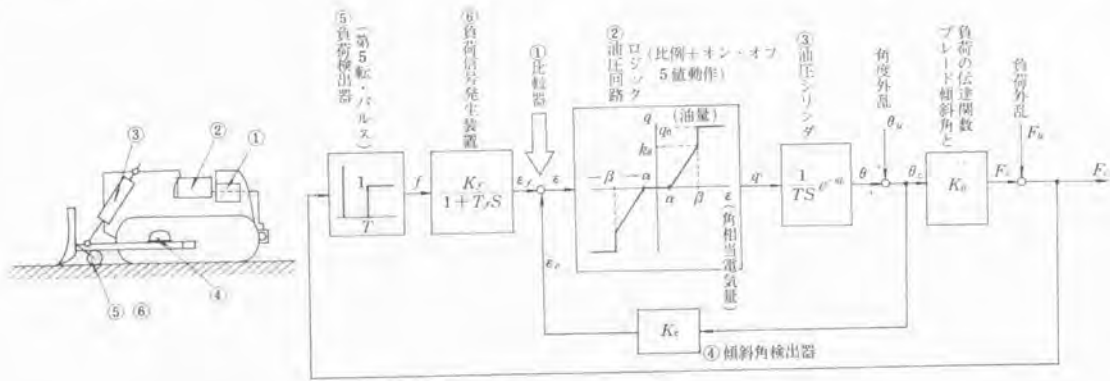 ⑤負荷検出器
(第5転・パルス)
1
T
f
⑥負荷信号発生装置
1+T_f S
ε_f
①比較器
ε
②油圧回路
ロジック
(比例+オン・オフ
5値動作)
(油量)
q
q_0
-β
-α
α
β
ε
(角相当電気量)
q
③油圧シリンダ
1
TS
θ
角度外乱
θ_u
θ_c
負荷の伝達関数
ブレード傾斜角と
K_θ
F_c
負荷外乱
F_u
F_c
ε_c
K_c
④傾斜角検出器
③
②
①
④
⑤ ⑥